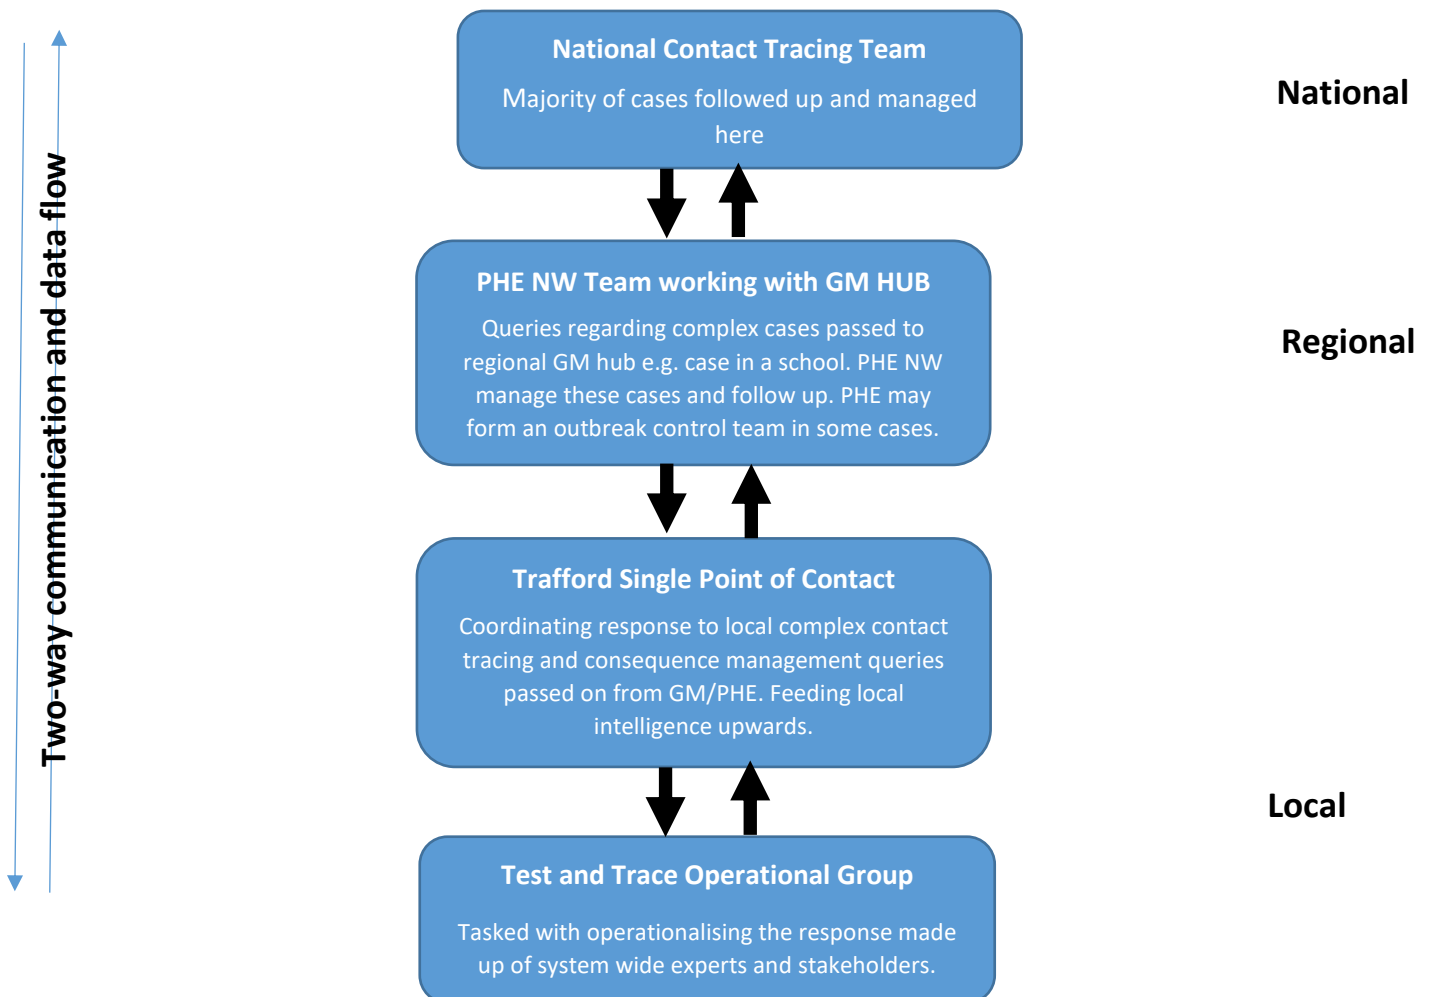 National Contact Tracing Team
Majority of cases followed up and managed
here
National
PHE NW Team working with GM HUB
Queries regarding complex cases passed to
regional GM hub e.g. case in a school. PHE NW
manage these cases and follow up. PHE may
form an outbreak control team in some cases.
Regional
Two-way communication and data flow
Trafford Single Point of Contact
Coordinating response to local complex contact
tracing and consequence management queries
passed on from GM/PHE. Feeding local
intelligence upwards.
Local
Test and Trace Operational Group
Tasked with operationalising the response made
up of system wide experts and stakeholders.